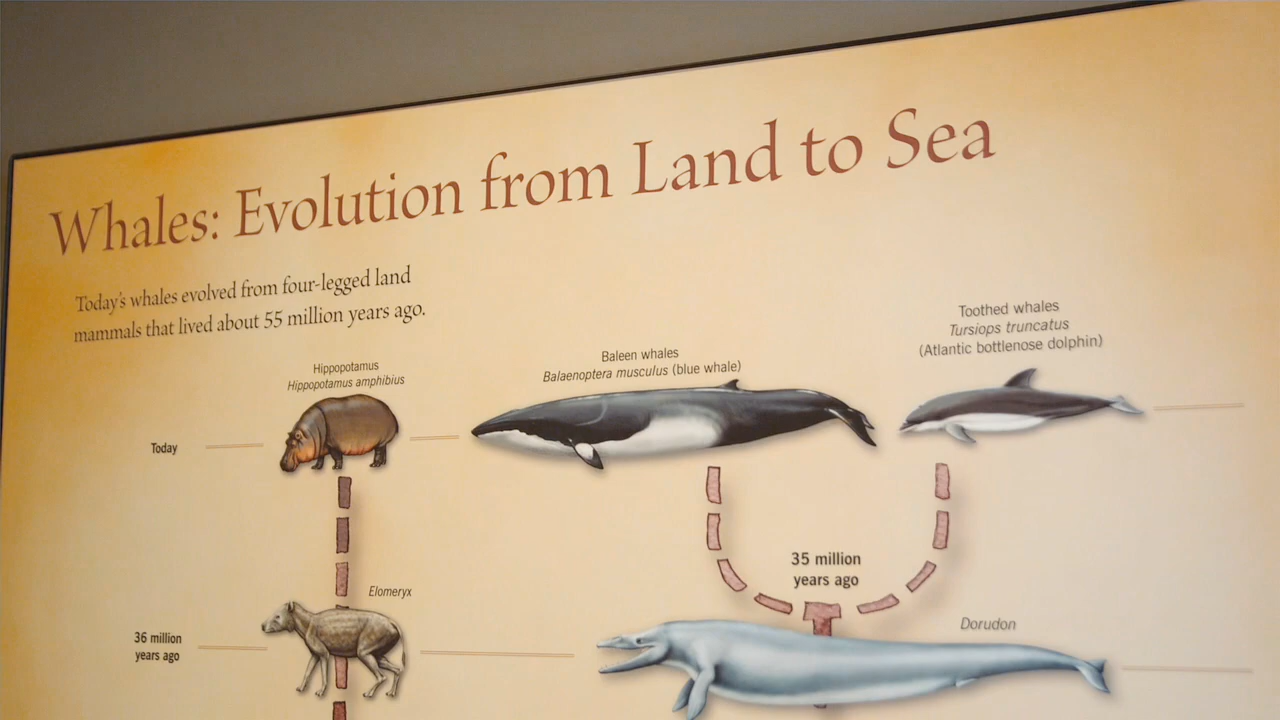 Whales: Evolution from Land to Sea
Today's whales evolved from four-legged land
mammals that lived about 55 million years ago.
Hippopotamus
Hippopotamus amphibius
Baleen whales
Balaenoptera musculus (blue whale)
Toothed whales
Tursiops truncatus
(Atlantic bottlenose dolphin)
Today
35 million
years ago
Elomeryx
Dorudon
36 million
years ago